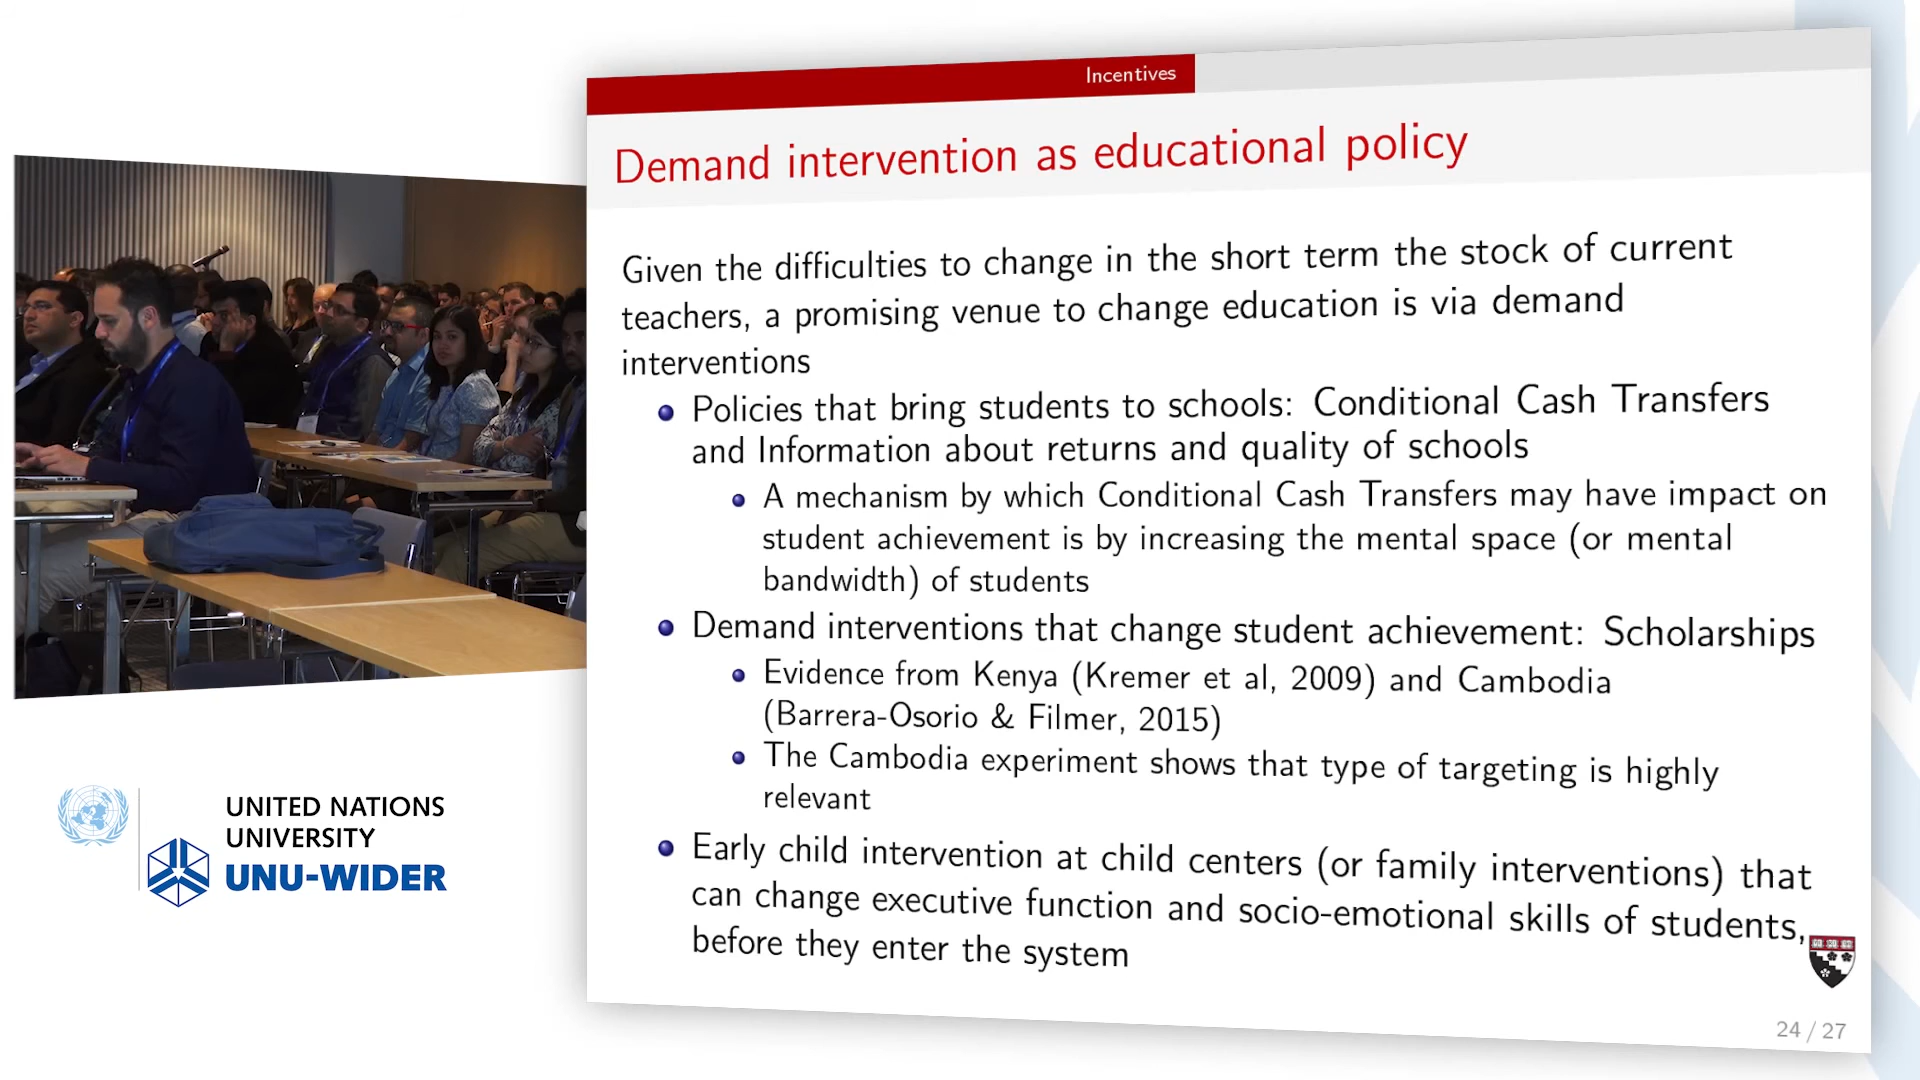 Incentives
Demand intervention as educational policy
Given the difficulties to change in the short term the stock of current
teachers, a promising venue to change education is via demand
interventions
Policies that bring students to schools: Conditional Cash Transfers
and Information about returns and quality of schools
A mechanism by which Conditional Cash Transfers may have impact on
student achievement is by increasing the mental space (or mental
bandwidth) of students
Demand interventions that change student achievement: Scholarships
Evidence from Kenya (Kremer et al, 2009) and Cambodia
(Barrera-Osorio & Filmer, 2015)
The Cambodia experiment shows that type of targeting is highly
relevant
Early child intervention at child centers (or family interventions) that
can change executive function and socio-emotional skills of students,
before they enter the system
24 / 27
UNITED NATIONS
UNIVERSITY
UNU-WIDER